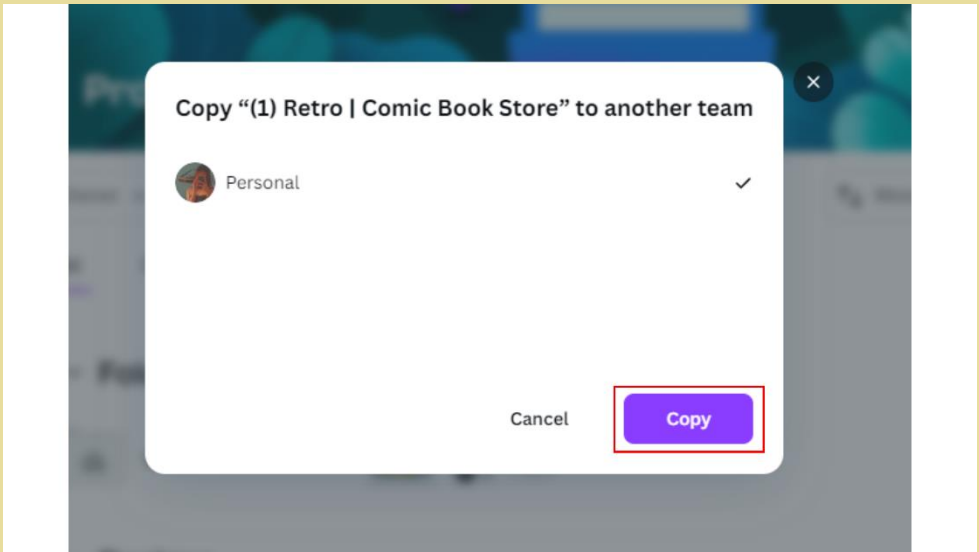 Copy “(1) Retro | Comic Book Store” to another team
Personal
Cancel
Copy